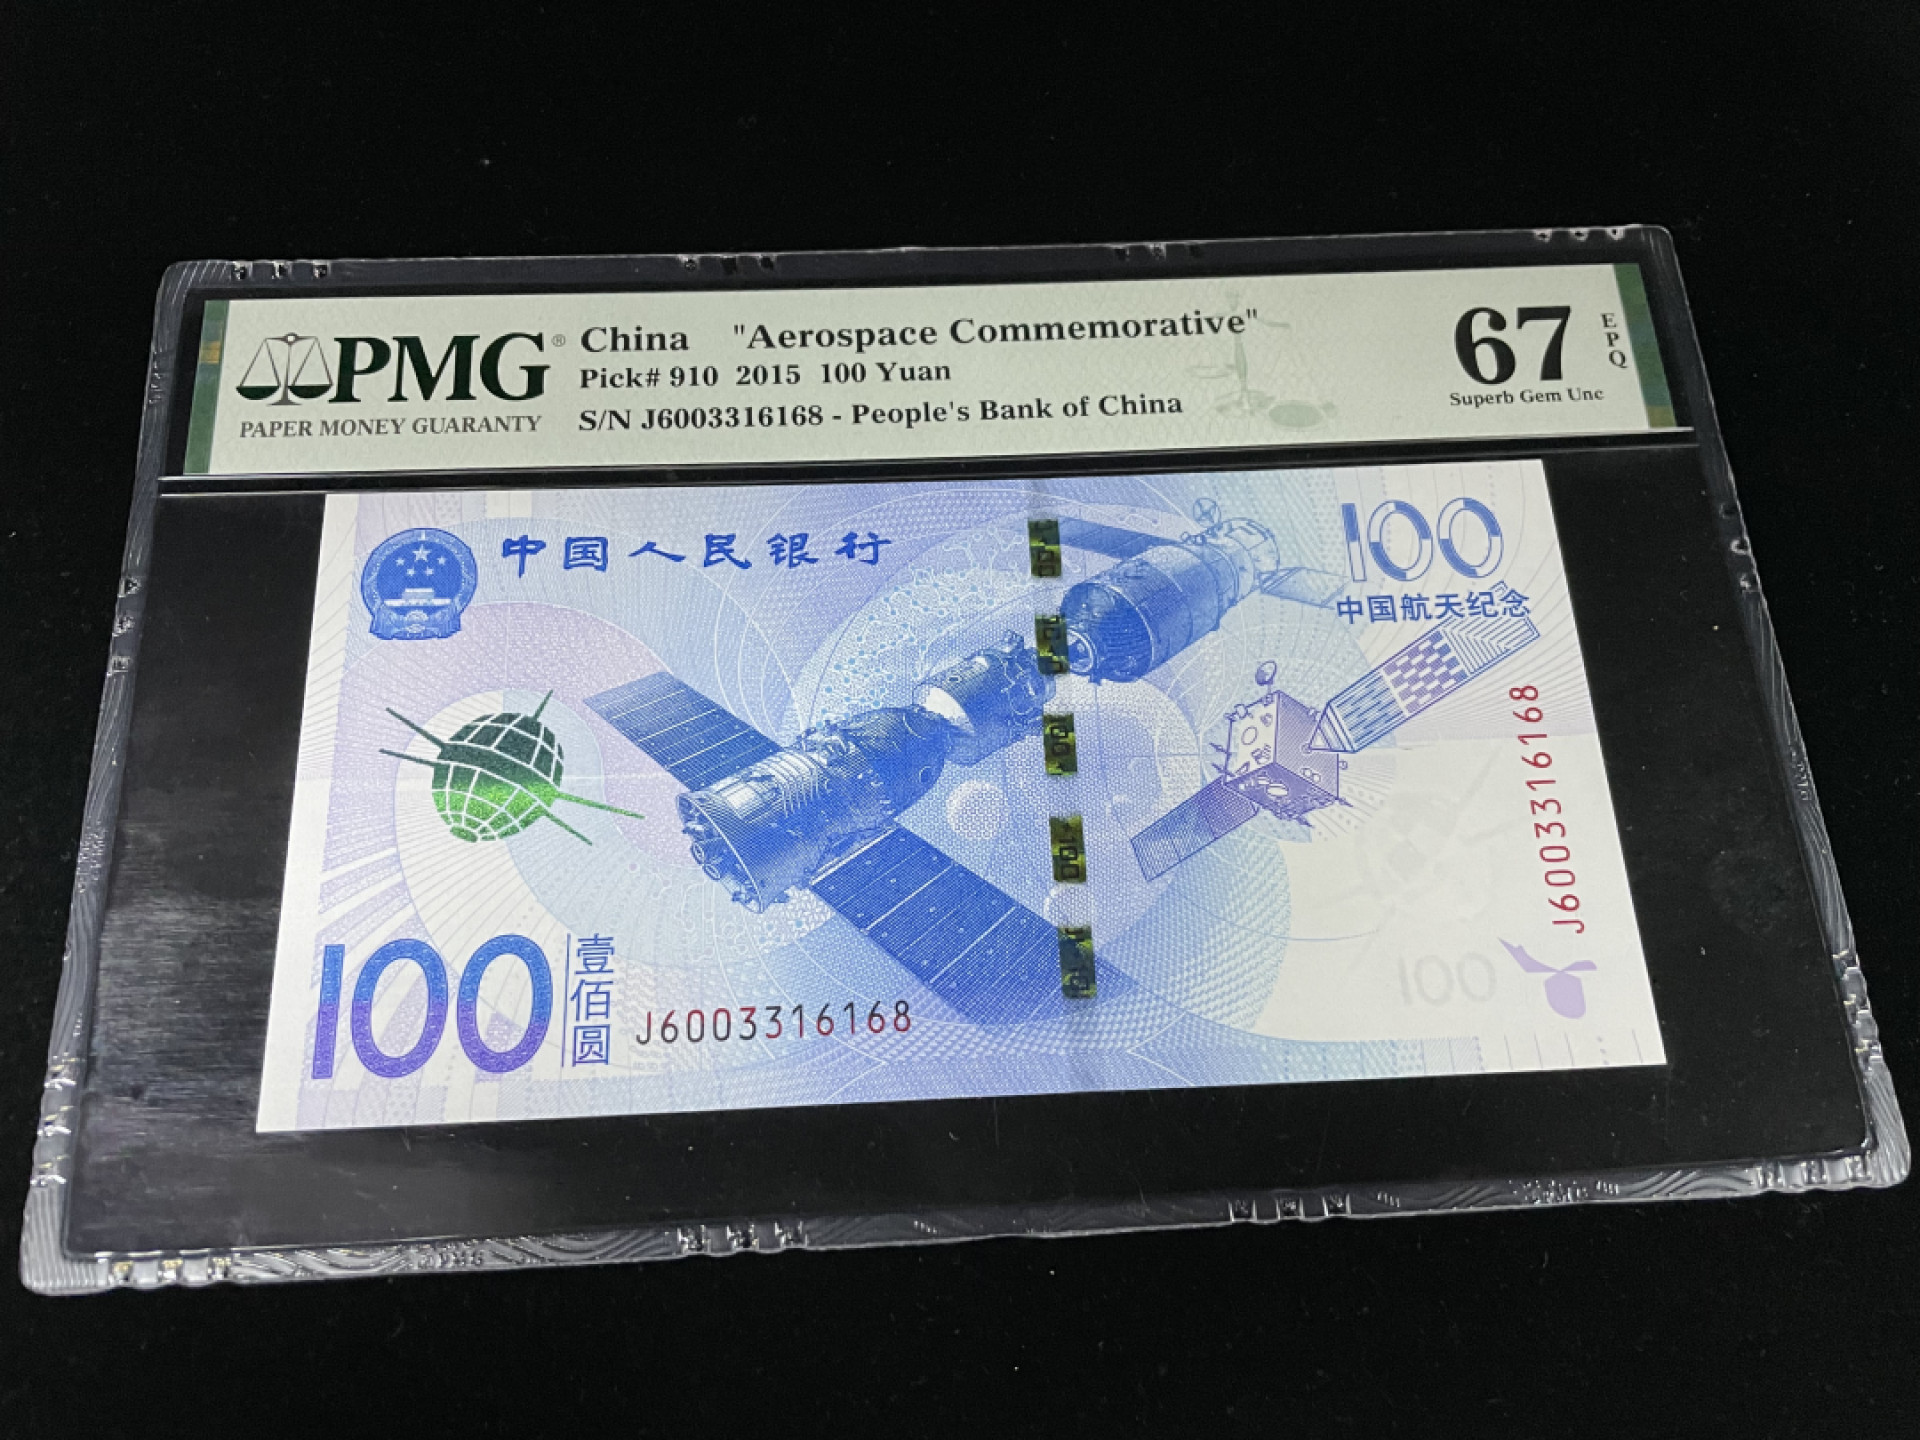 PMG®
PAPER MONEY GUARANTY
China "Aerospace Commemorative"
Pick# 910 2015 100 Yuan
S/N J6003316168 - People's Bank of China
67
EPQ
Superb Gem Unc
中国人民银行
100
中国航天纪念
J6003316168
100
壹佰圆
J6003316168
100